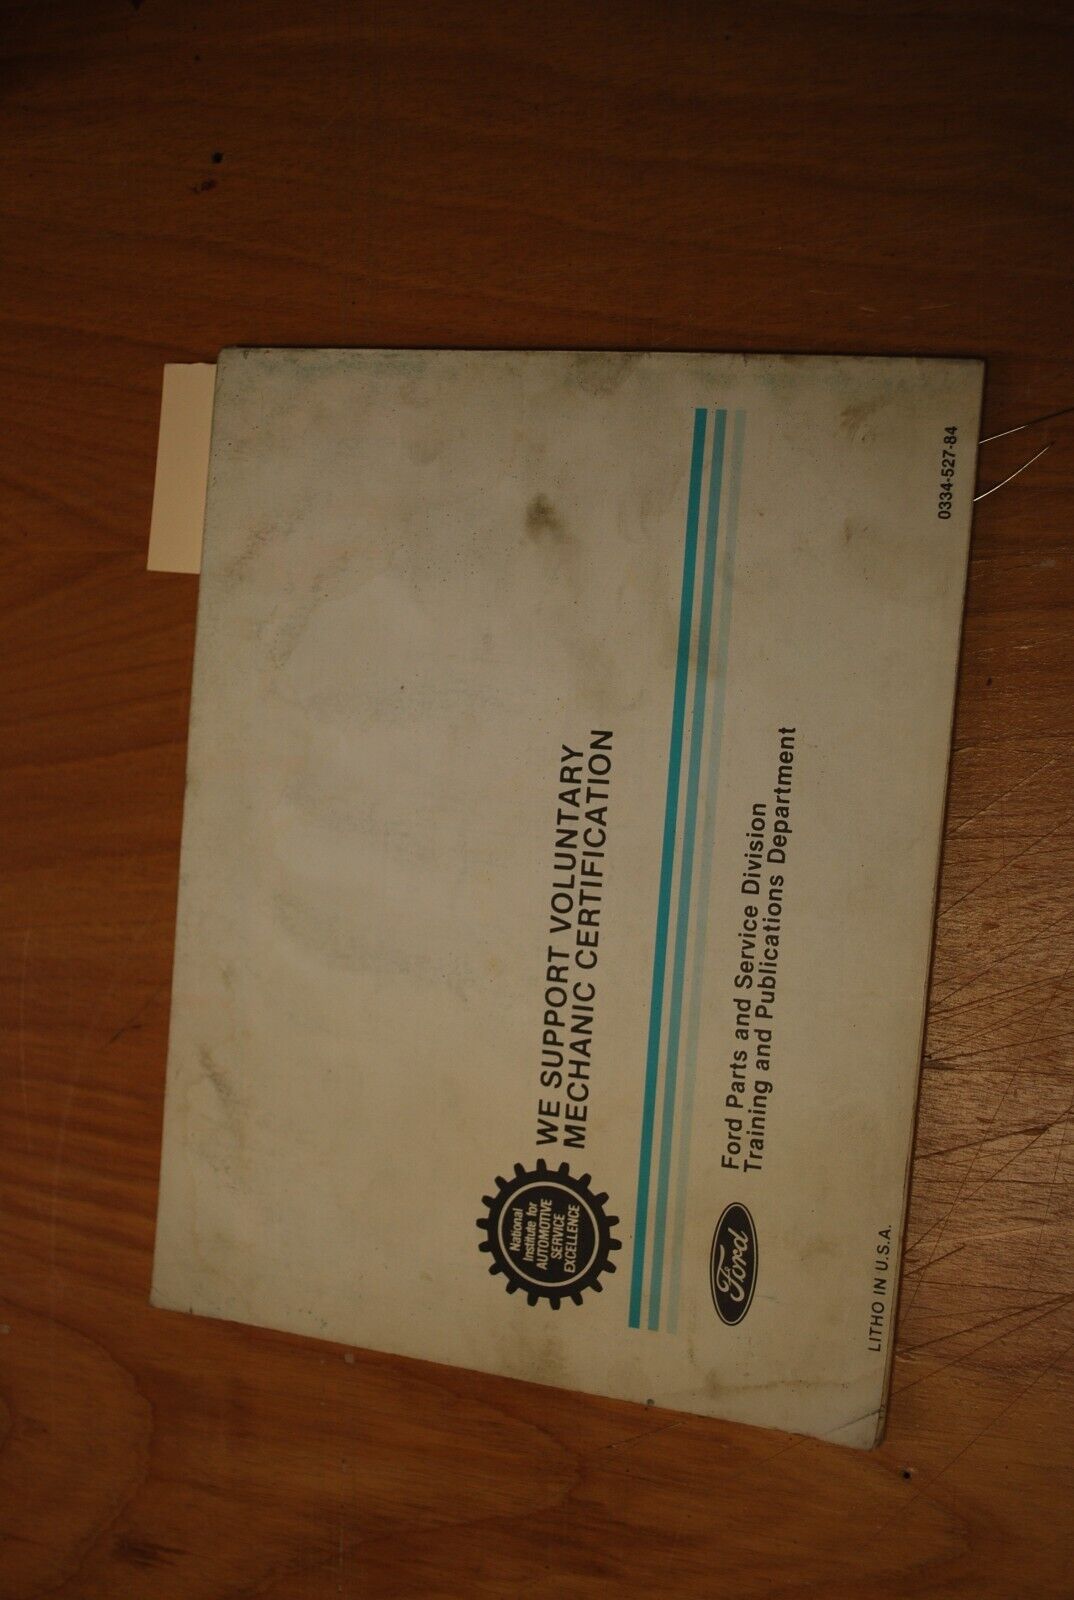 WE SUPPORT VOLUNTARY
MECHANIC CERTIFICATION
National
Institute for
AUTOMOTIVE
SERVICE
EXCELLENCE
Ford
Ford Parts and Service Division
Training and Publications Department
LITHO IN U.S.A.
0334-527-84